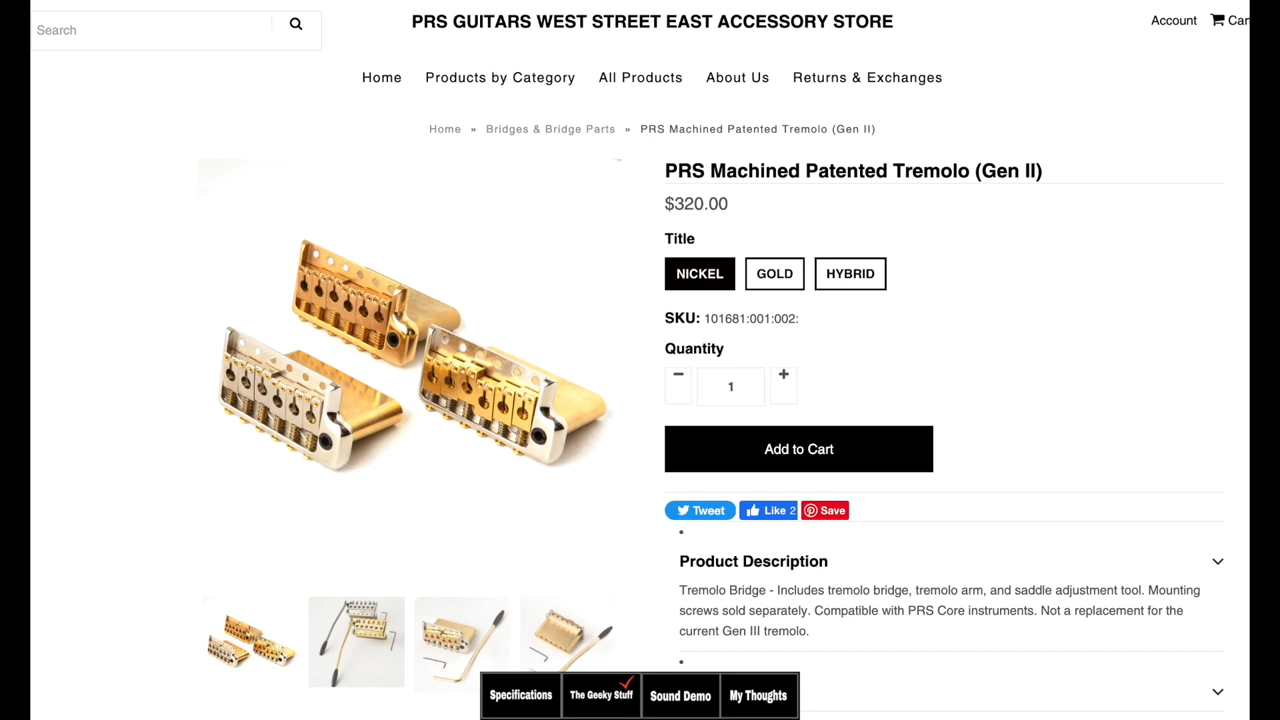 Search
PRS GUITARS WEST STREET EAST ACCESSORY STORE
Account
Car
Home
Products by Category
All Products
About Us
Returns & Exchanges
Home » Bridges & Bridge Parts » PRS Machined Patented Tremolo (Gen II)
PRS Machined Patented Tremolo (Gen II)
$320.00
Title
NICKEL
GOLD
HYBRID
SKU: 101681:001:002:
Quantity
1
Add to Cart
Tweet
Like 2
Save
Product Description
Tremolo Bridge - Includes tremolo bridge, tremolo arm, and saddle adjustment tool. Mounting
screws sold separately. Compatible with PRS Core instruments. Not a replacement for the
current Gen III tremolo.
Specifications
The Geeky Stuff
Sound Demo
My Thoughts